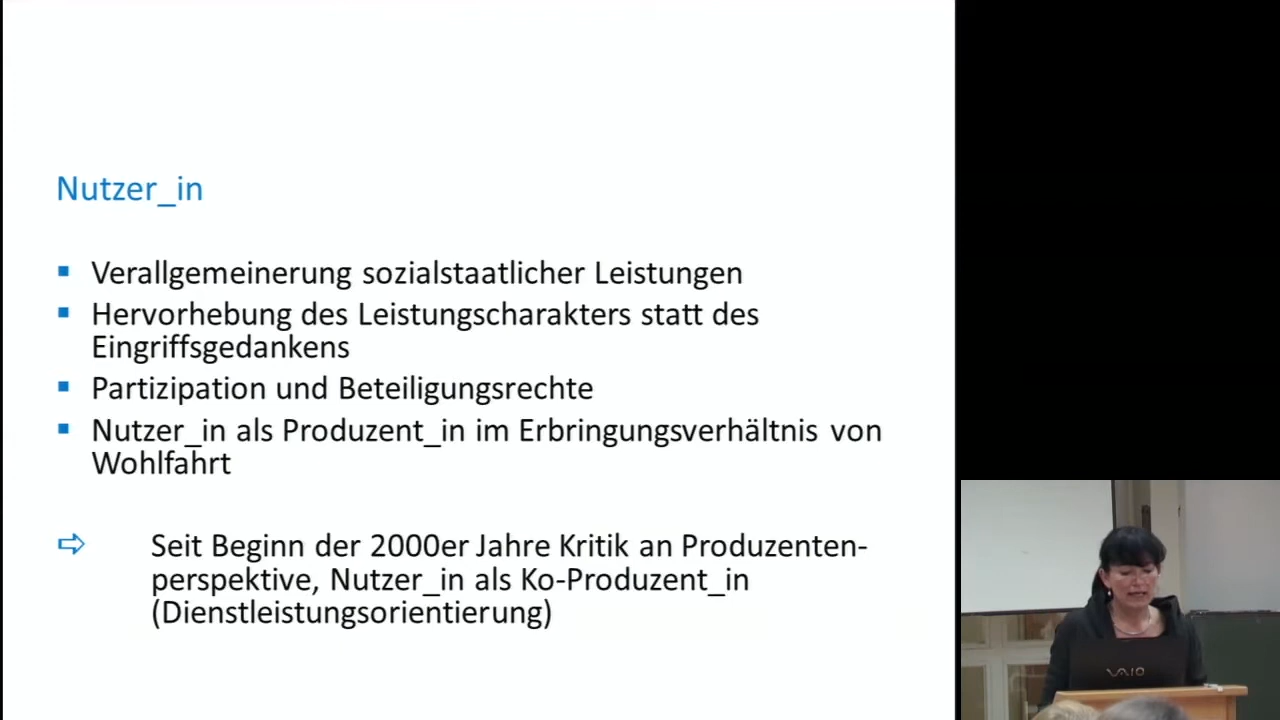 Nutzer_in
Verallgemeinerung sozialstaatlicher Leistungen
Hervorhebung des Leistungscharakters statt des
Eingriffsgedankens
Partizipation und Beteiligungsrechte
Nutzer_in als Produzent_in im Erbringungsverhältnis von
Wohlfahrt
Seit Beginn der 2000er Jahre Kritik an Produzenten-
perspektive, Nutzer_in als Ko-Produzent_in
(Dienstleistungsorientierung)
VAIO